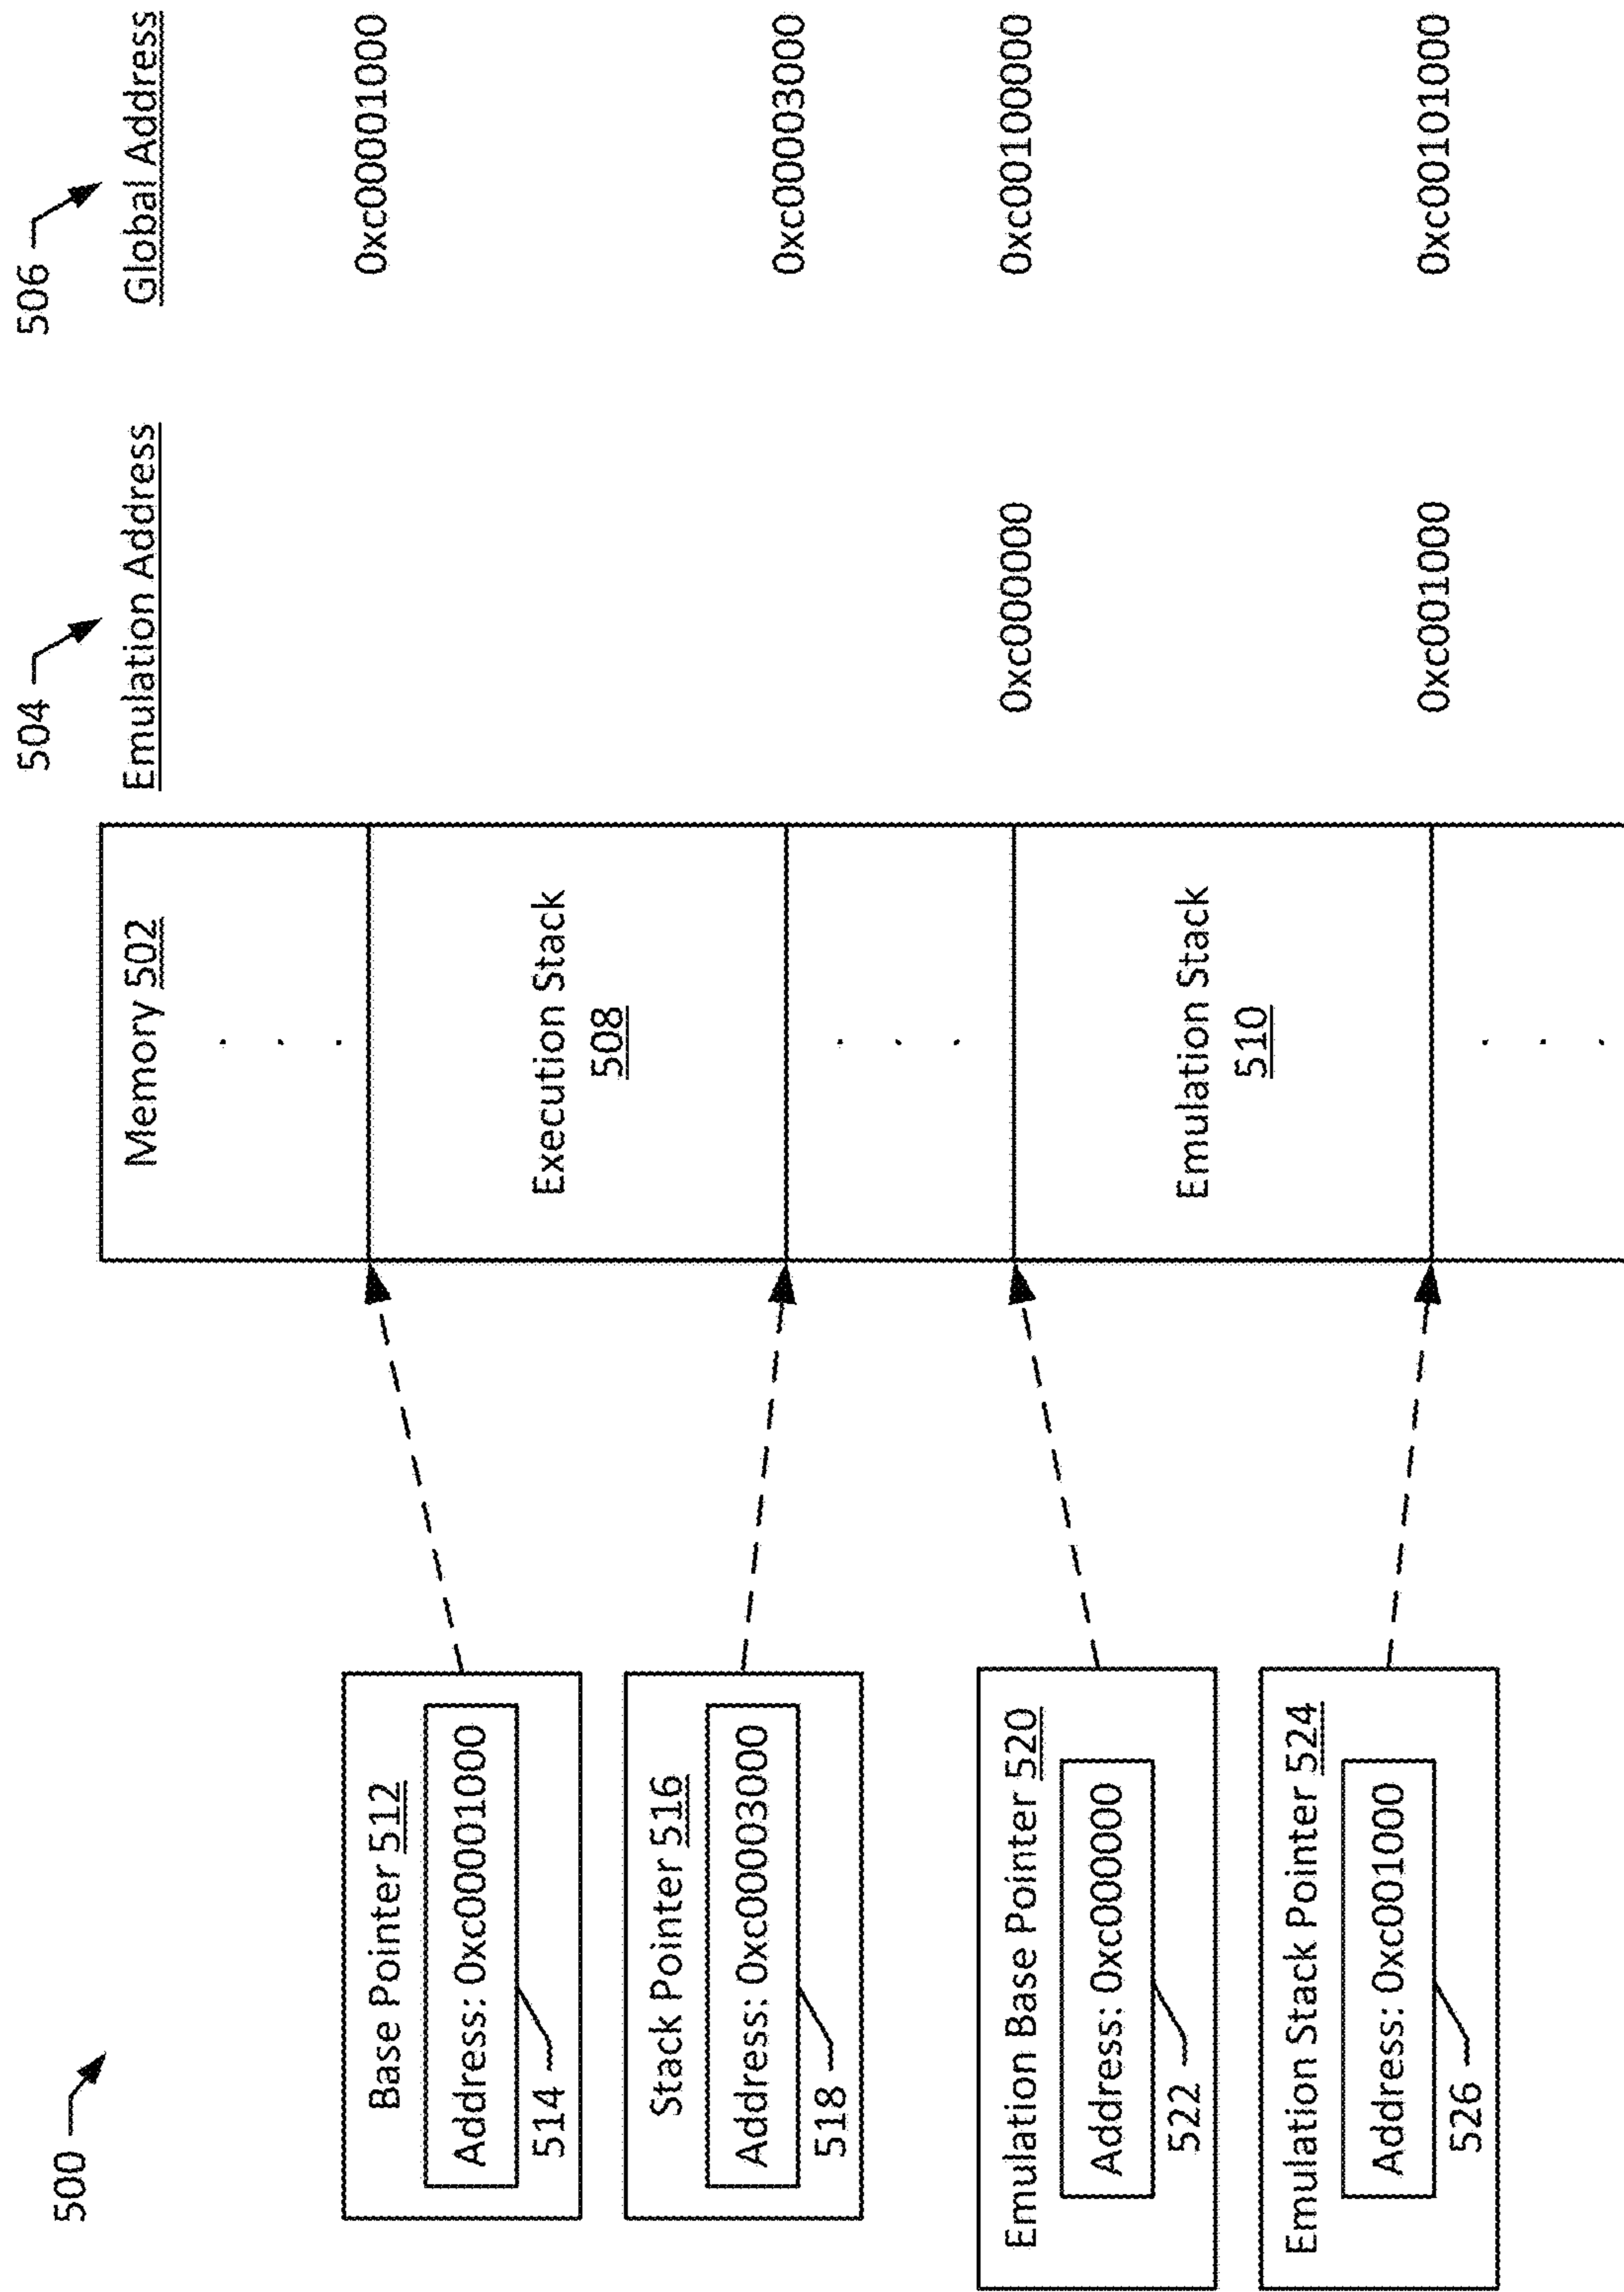 500
504
506
Memory 502
Emulation Address
Global Address
Base Pointer 512
Address: 0xc00001000
514
0xc00001000
Execution Stack
508
Stack Pointer 516
Address: 0xc00003000
518
0xc00003000
Emulation Base Pointer 520
Address: 0xc000000
522
0xc000000
0xc00100000
Emulation Stack
510
Emulation Stack Pointer 524
Address: 0xc001000
526
0xc001000
0xc00101000